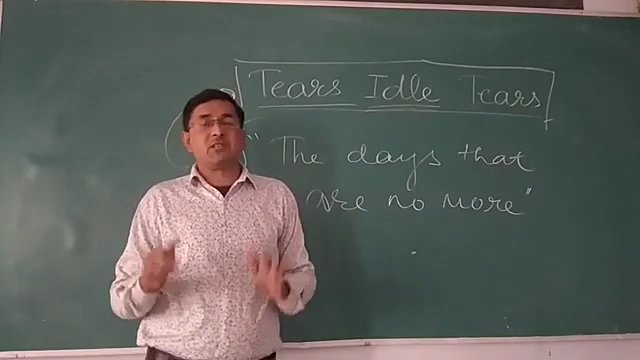 Tears Idle Tears
" The days that
are no more"